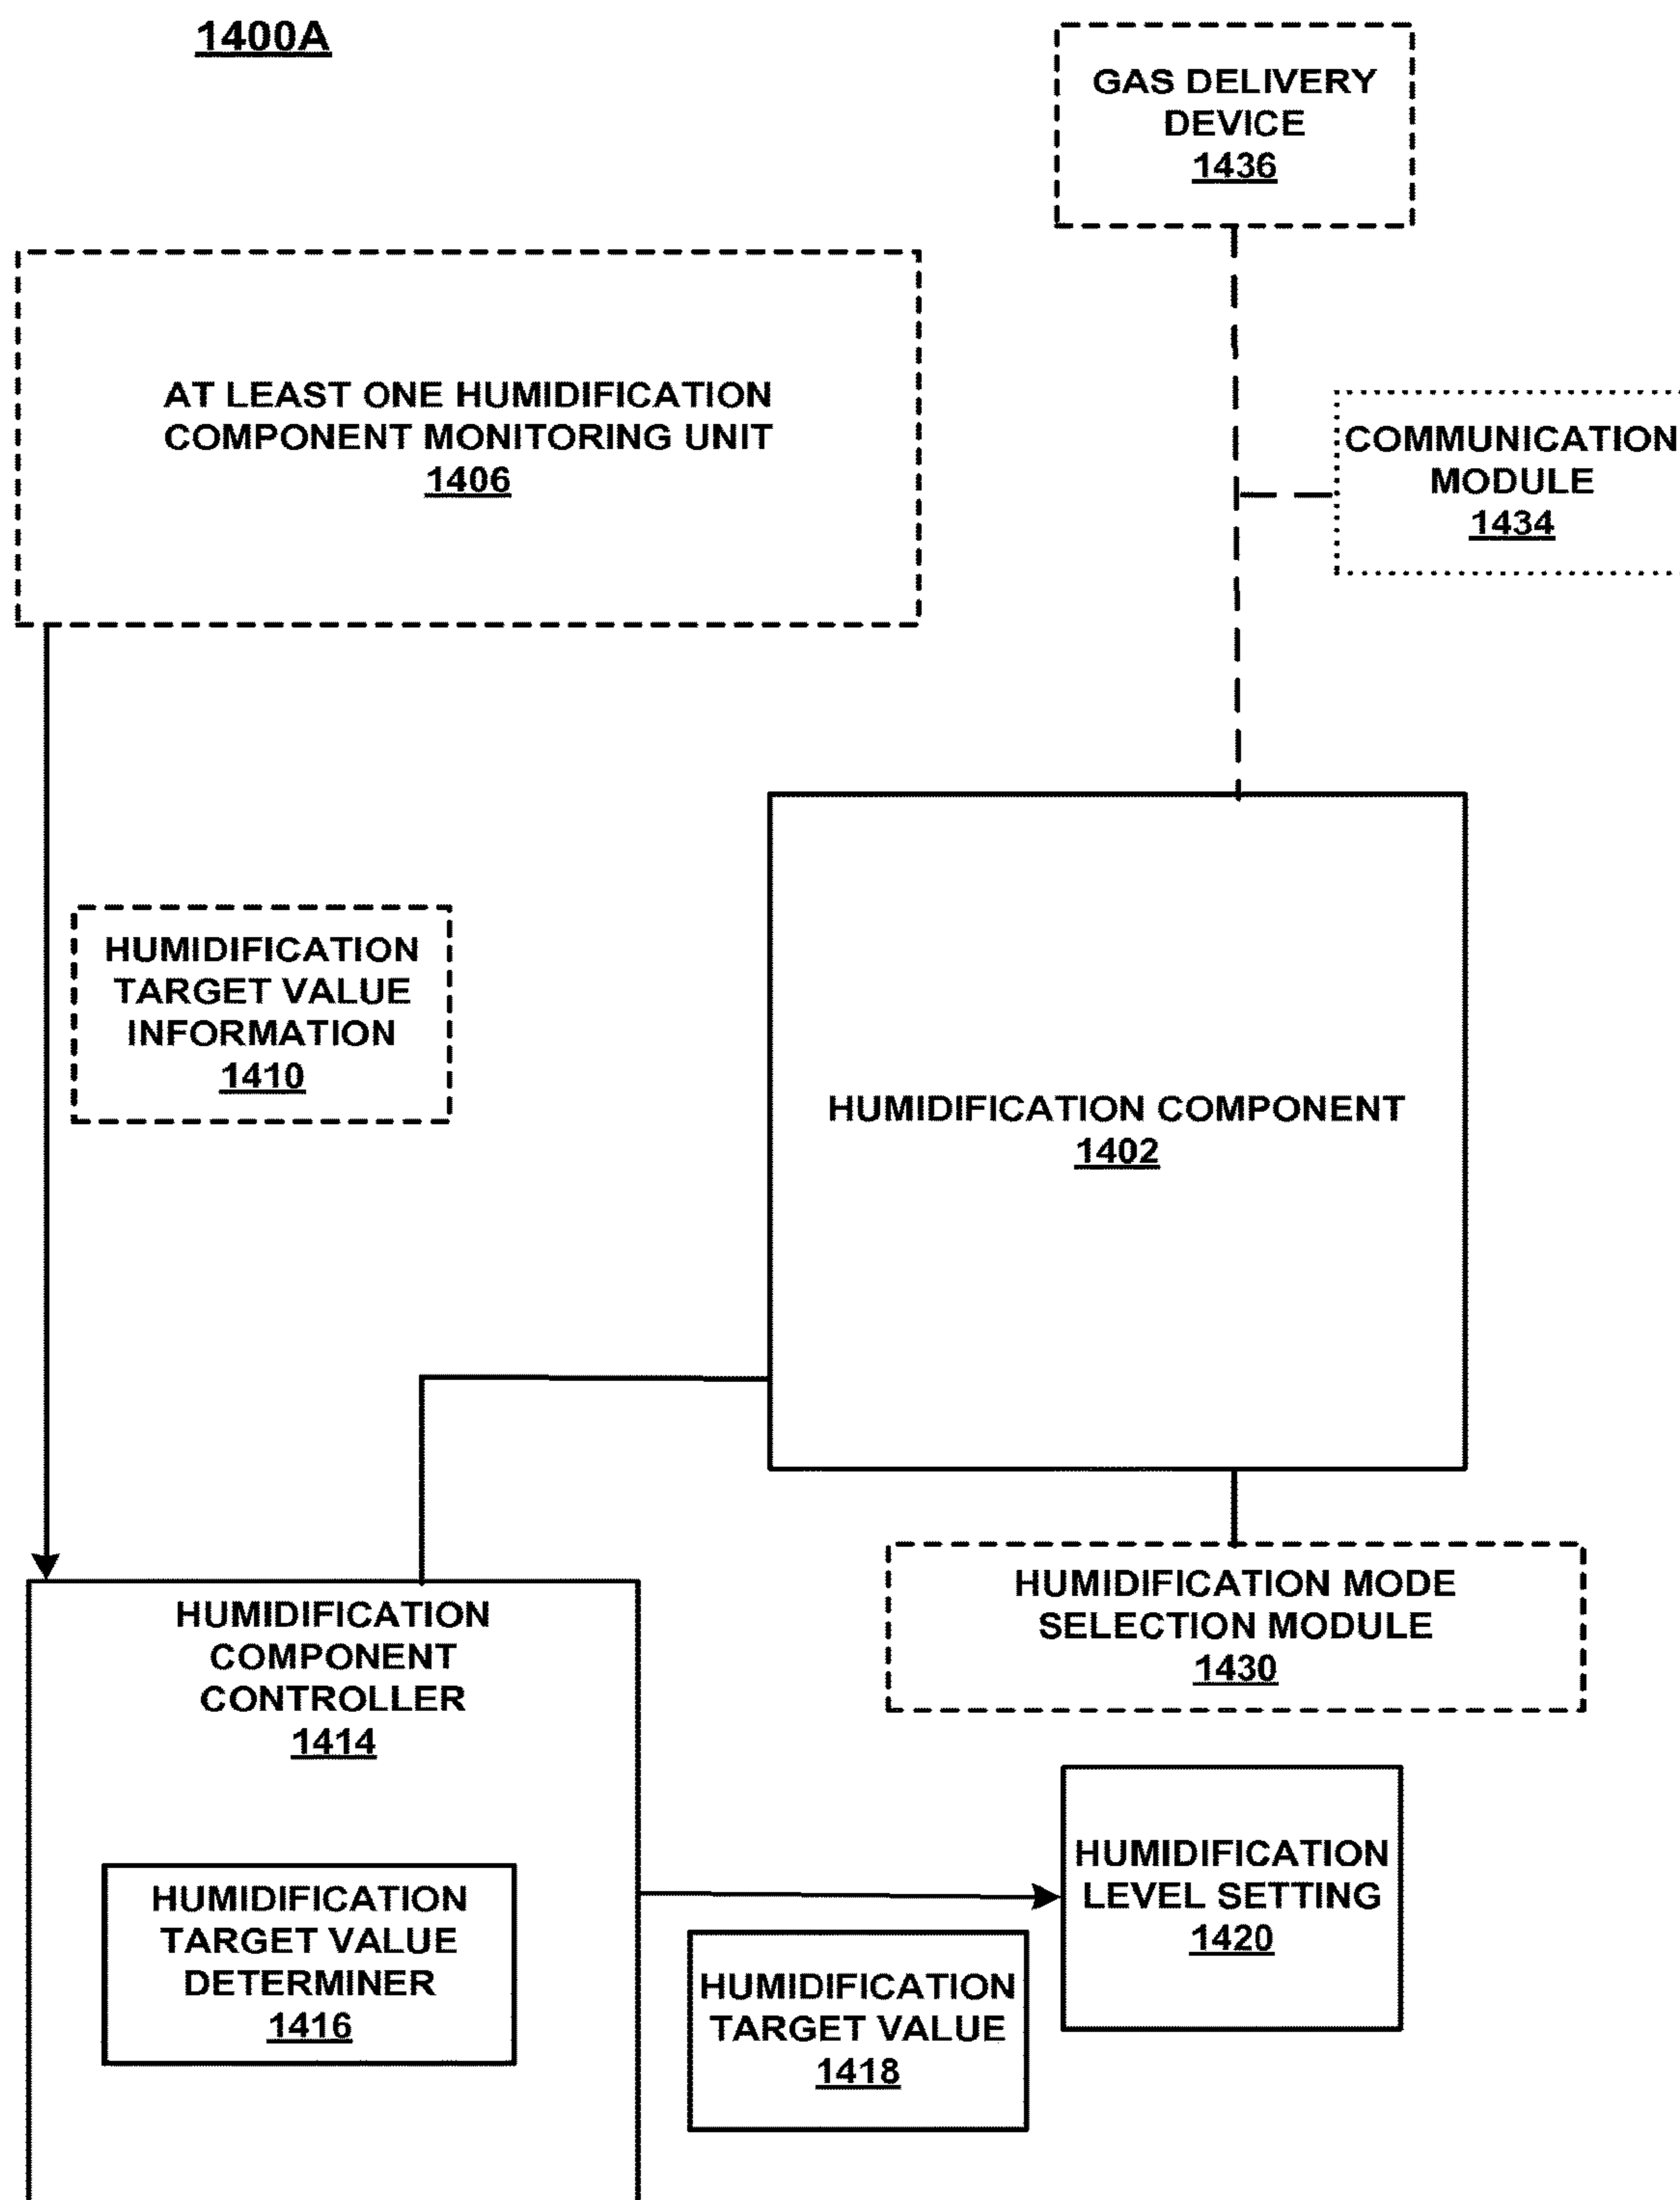 1400A
GAS DELIVERY
DEVICE
1436
AT LEAST ONE HUMIDIFICATION
COMPONENT MONITORING UNIT
1406
COMMUNICATION
MODULE
1434
HUMIDIFICATION
TARGET VALUE
INFORMATION
1410
HUMIDIFICATION COMPONENT
1402
HUMIDIFICATION MODE
SELECTION MODULE
1430
HUMIDIFICATION
COMPONENT
CONTROLLER
1414
HUMIDIFICATION
TARGET VALUE
DETERMINER
1416
HUMIDIFICATION
LEVEL SETTING
1420
HUMIDIFICATION
TARGET VALUE
1418